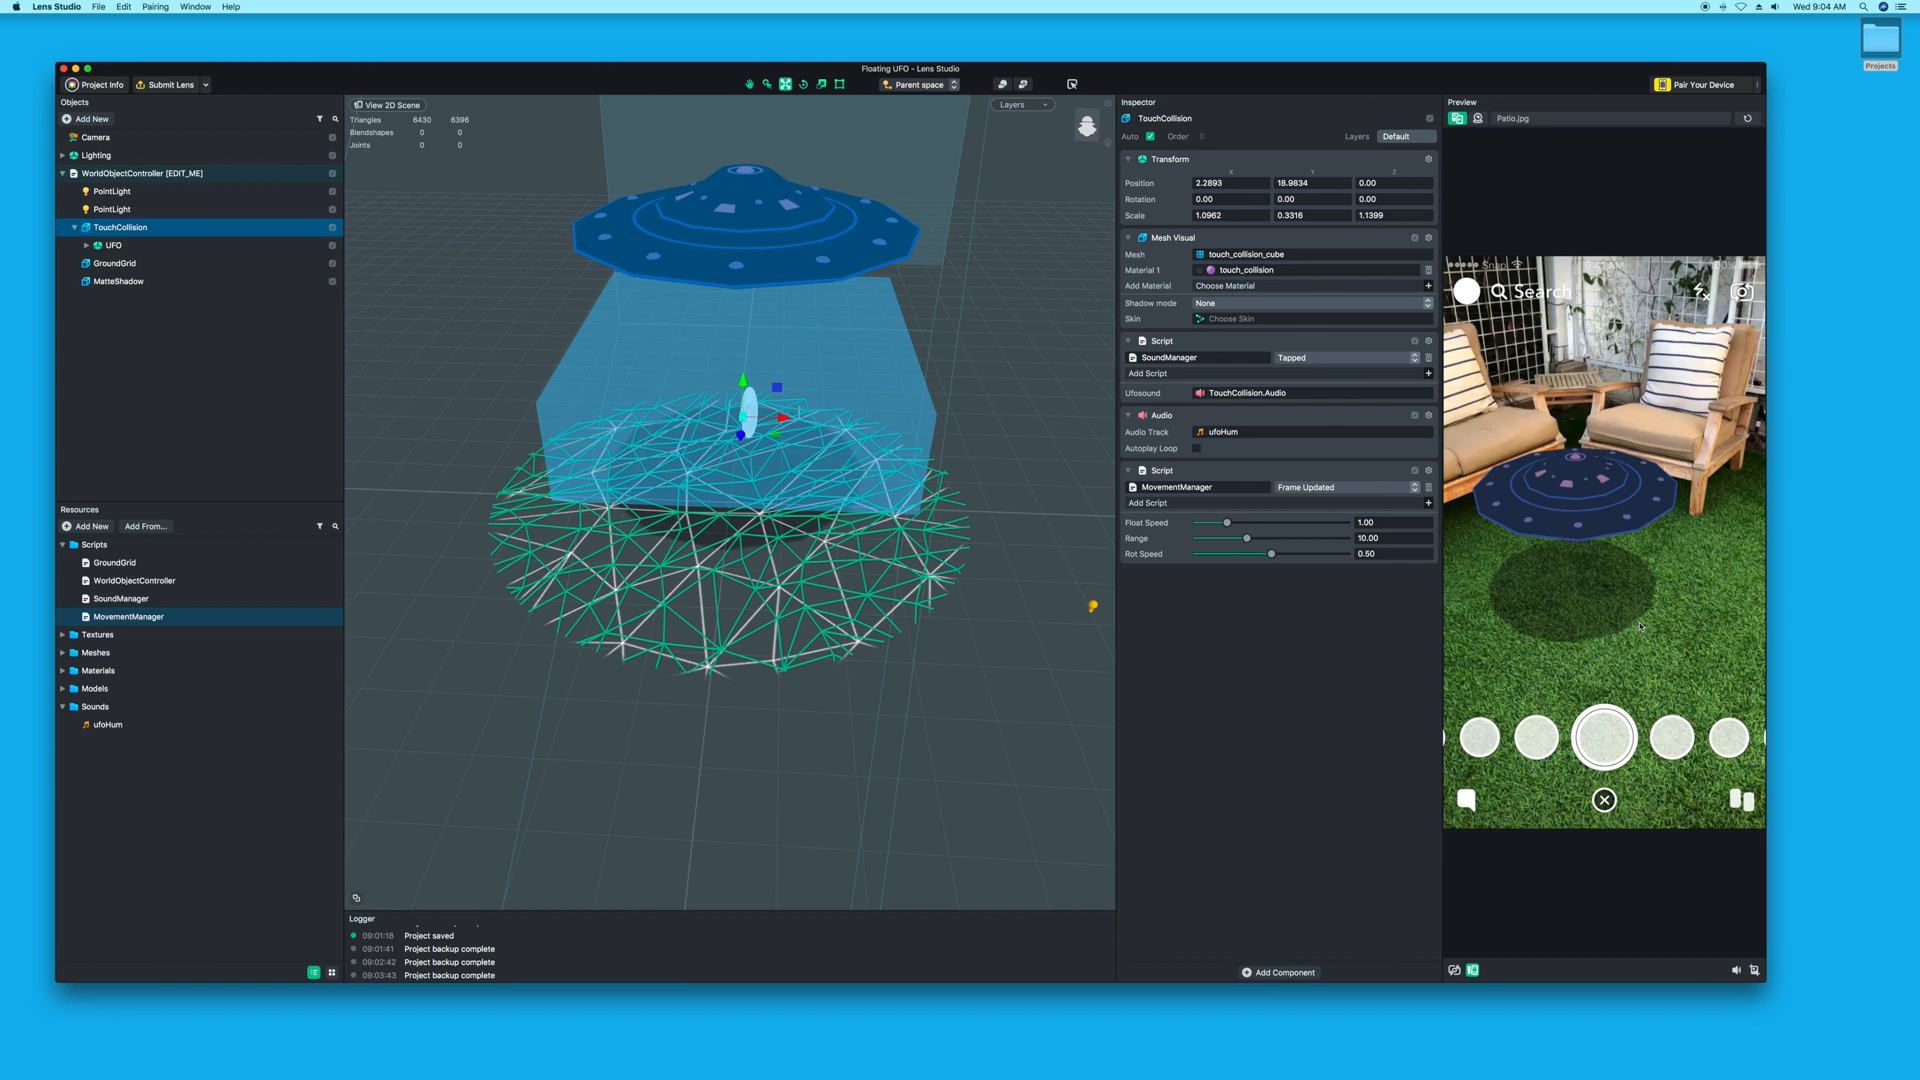 Lens Studio File Edit Pairing Window Help Wed 9:04 AM
Projects
Floating UFO - Lens Studio
Project Info Submit Lens Parent space Pair Your Device
Objects
Add New
Camera
Lighting
WorldObjectController [EDIT_ME]
PointLight
PointLight
TouchCollision
UFO
GroundGrid
MatteShadow
Resources
Add New Add From...
Scripts
GroundGrid
WorldObjectController
SoundManager
MovementManager
Textures
Meshes
Materials
Models
Sounds
ufoHum
View 2D Scene Layers
Triangles 6430 6396
Blendshapes 0 0
Joints 0 0
Logger
09:01:18 Project saved
09:01:41 Project backup complete
09:02:42 Project backup complete
09:03:43 Project backup complete
Inspector
TouchCollision
Auto Order 0 Layers Default
Transform
X Y Z
Position 2.2893 18.9834 0.00
Rotation 0.00 0.00 0.00
Scale 1.0962 0.3316 1.1399
Mesh Visual
Mesh touch_collision_cube
Material 1 touch_collision
Add Material Choose Material
Shadow mode None
Skin Choose Skin
Script
SoundManager Tapped
Add Script
Ufosound TouchCollision.Audio
Audio
Audio Track ufoHum
Autoplay Loop
Script
MovementManager Frame Updated
Add Script
Float Speed 1.00
Range 10.00
Rot Speed 0.50
Add Component
Preview
Patio.jpg
Snap
Search